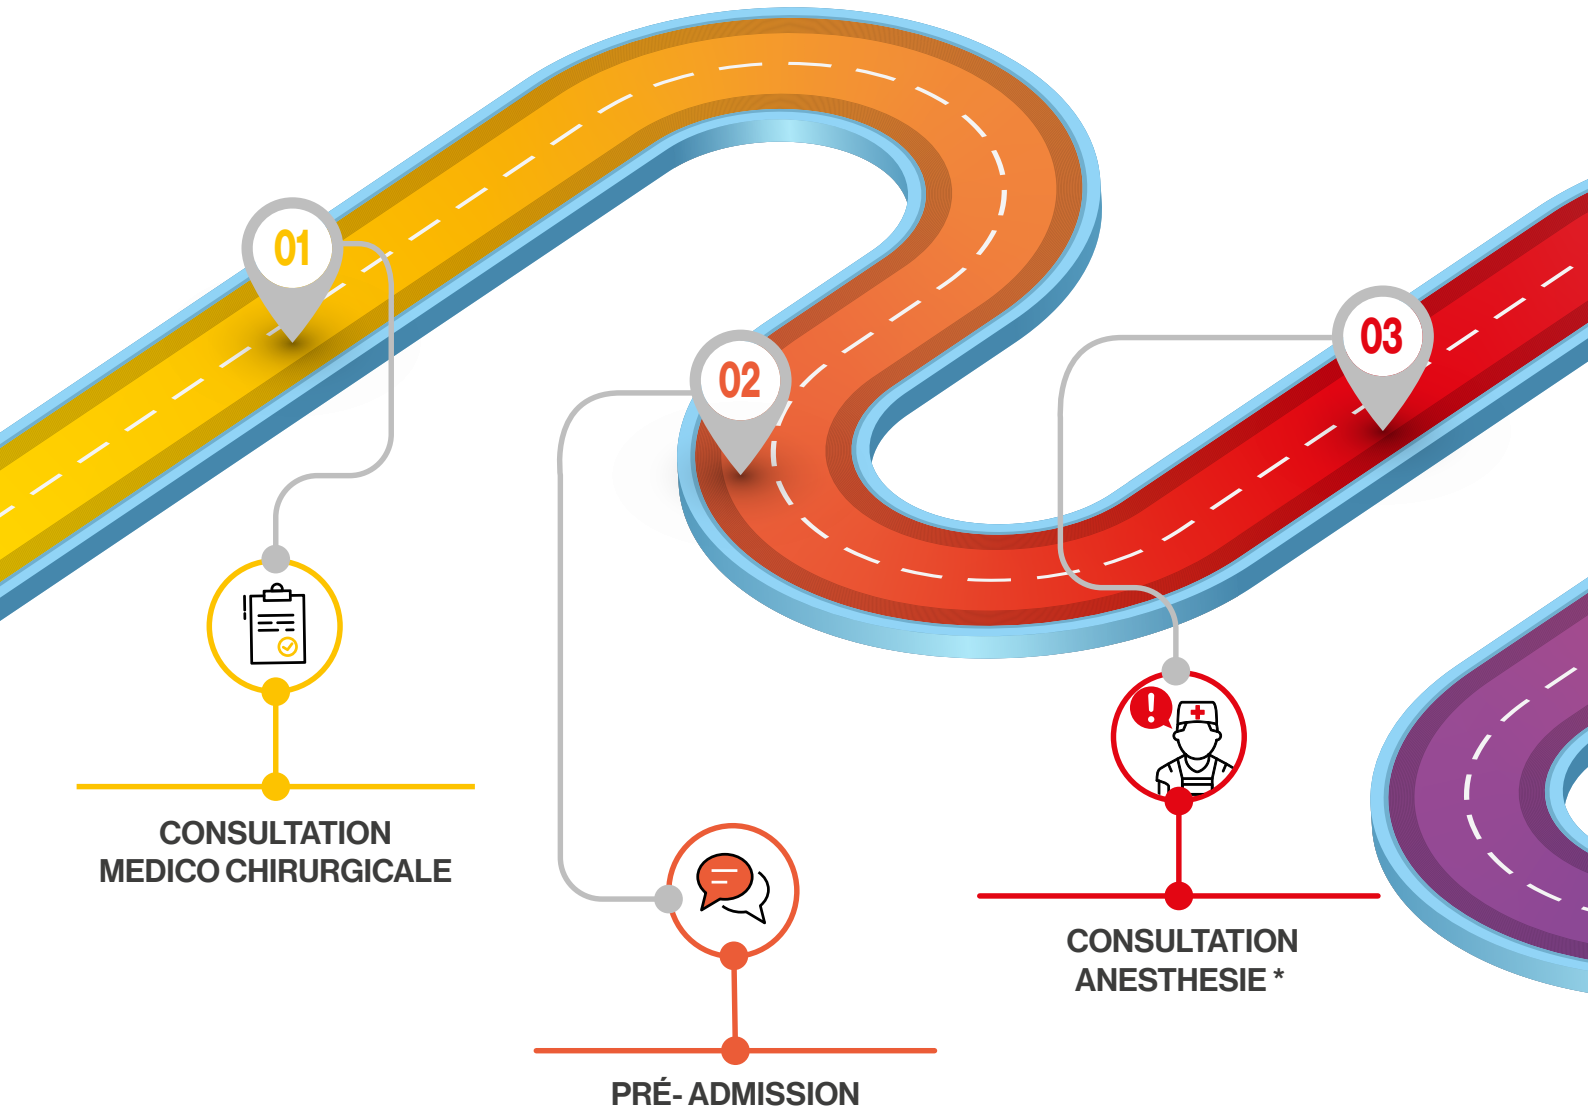 01
02
03
CONSULTATION
MEDICO CHIRURGICALE
CONSULTATION
ANESTHESIE *
PRÉ- ADMISSION